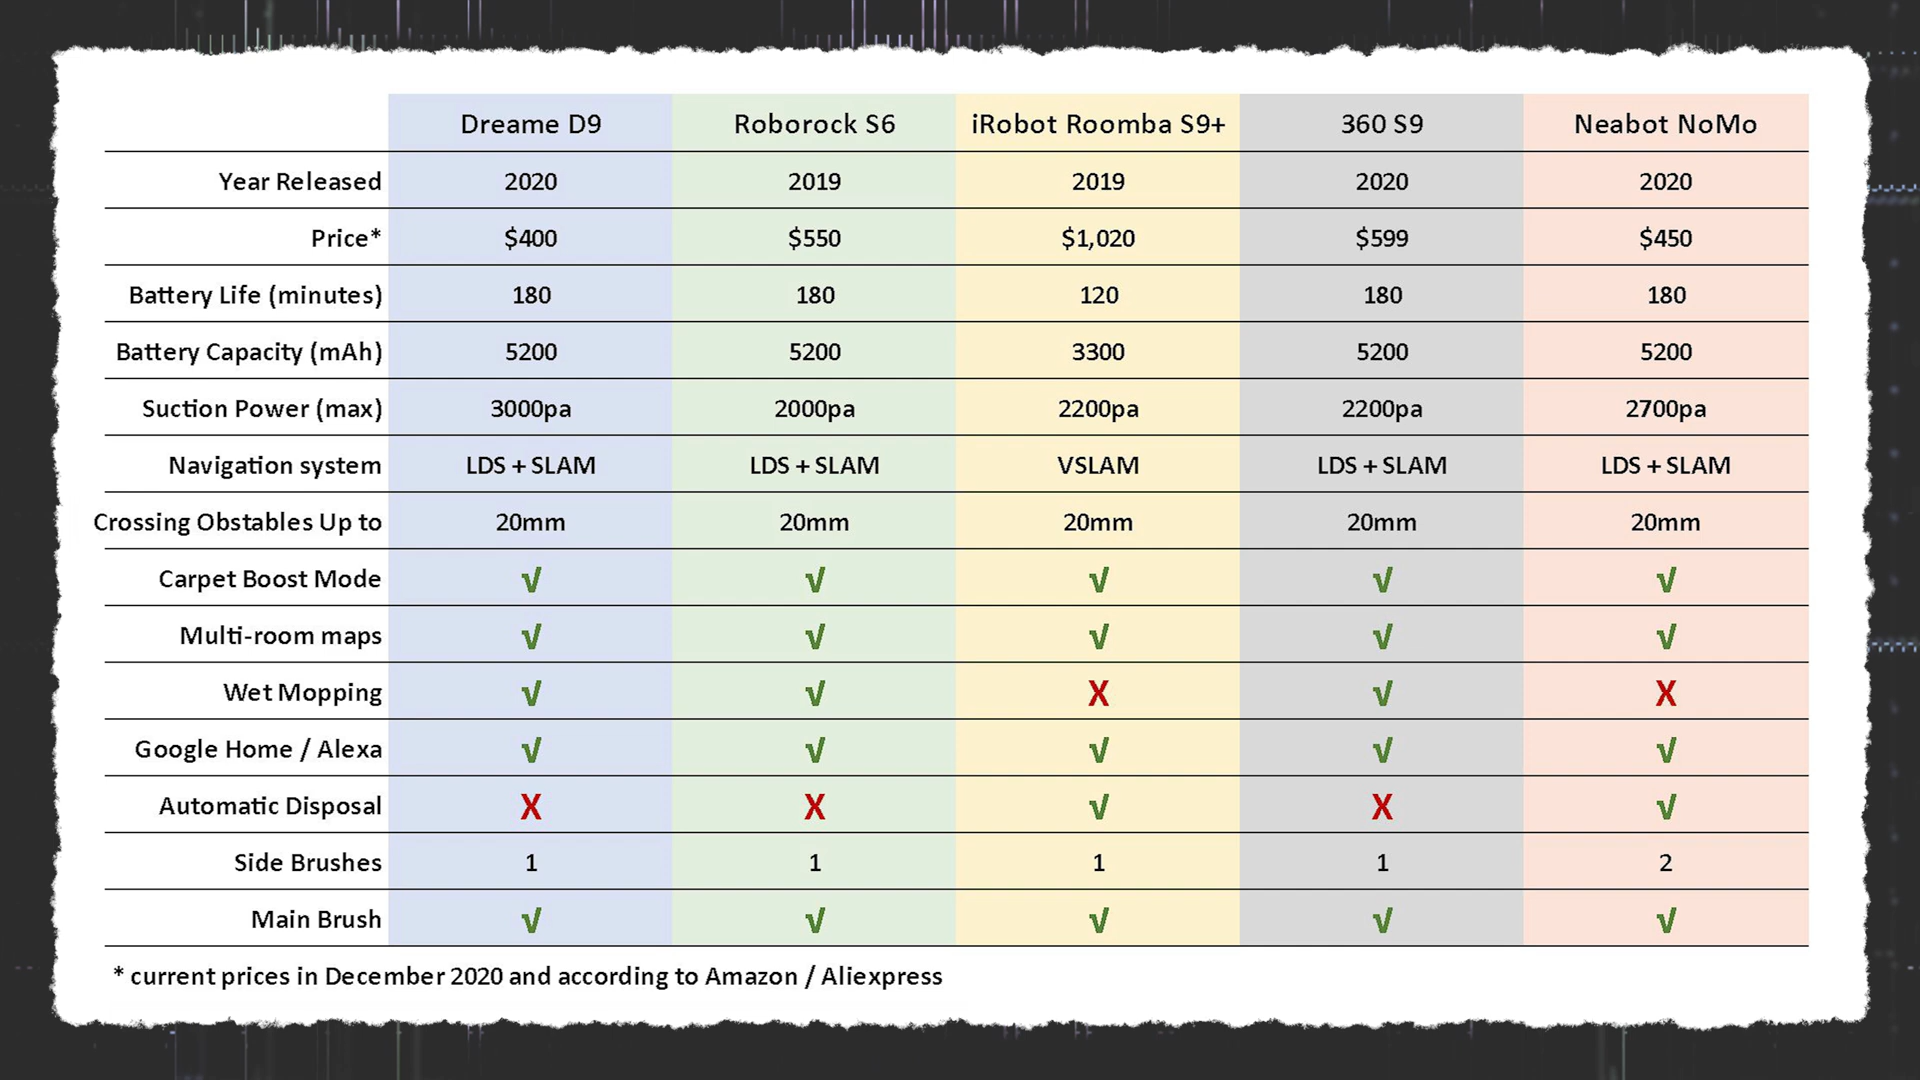 Dreame D9 Roborock S6 iRobot Roomba S9+ 360 S9 Neabot NoMo
Year Released 2020 2019 2019 2020 2020
Price* $400 $550 $1,020 $599 $450
Battery Life (minutes) 180 180 120 180 180
Battery Capacity (mAh) 5200 5200 3300 5200 5200
Suction Power (max) 3000pa 2000pa 2200pa 2200pa 2700pa
Navigation system LDS + SLAM LDS + SLAM VSLAM LDS + SLAM LDS + SLAM
Crossing Obstables Up to 20mm 20mm 20mm 20mm 20mm
Carpet Boost Mode √ √ √ √ √
Multi-room maps √ √ √ √ √
Wet Mopping √ √ X √ X
Google Home / Alexa √ √ √ √ √
Automatic Disposal X X √ X √
Side Brushes 1 1 1 1 2
Main Brush √ √ √ √ √
* current prices in December 2020 and according to Amazon / Aliexpress